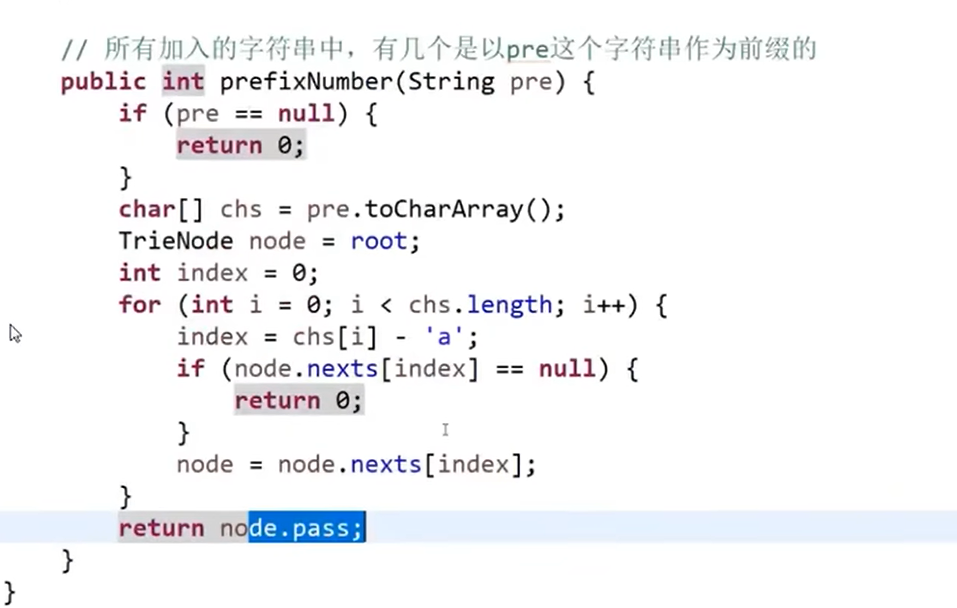 // 所有加入的字符串中，有几个是以pre这个字符串作为前缀的
public int prefixNumber(String pre) {
if (pre == null) {
return 0;
}
char[] chs = pre.toCharArray();
TrieNode node = root;
int index = 0;
for (int i = 0; i < chs.length; i++) {
index = chs[i] - 'a';
if (node.nexts[index] == null) {
return 0;
}
node = node.nexts[index];
}
return node.pass;
}
}